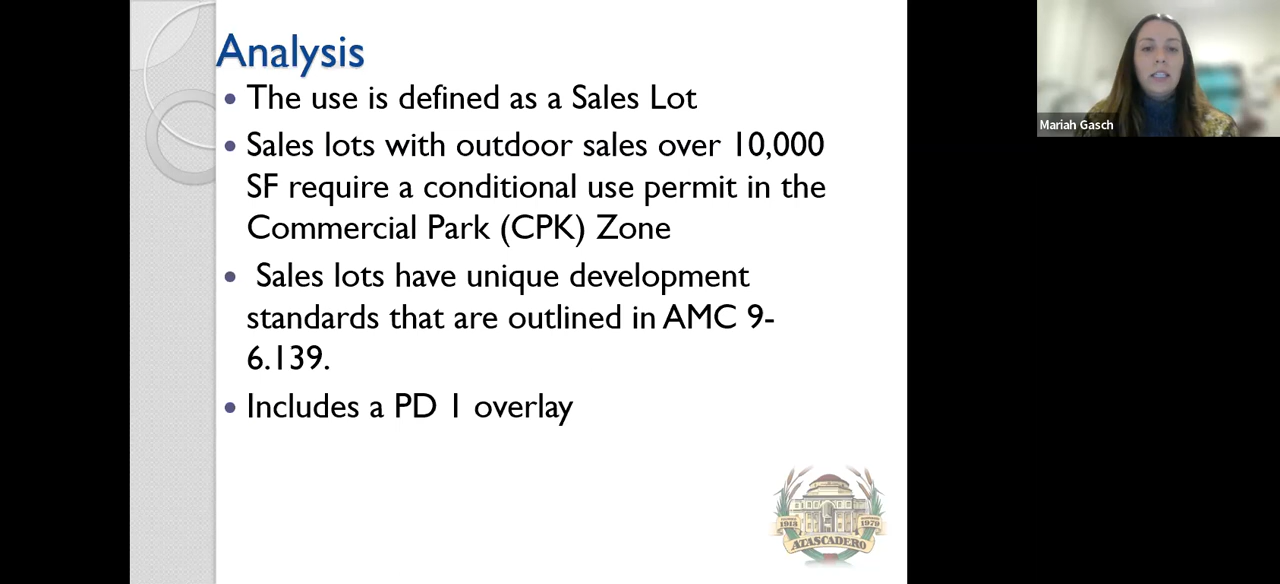 Analysis
The use is defined as a Sales Lot
Sales lots with outdoor sales over 10,000
SF require a conditional use permit in the
Commercial Park (CPK) Zone
Sales lots have unique development
standards that are outlined in AMC 9-
6.139.
Includes a PD 1 overlay
Mariah Gasch
1913
1979
ATASCADERO